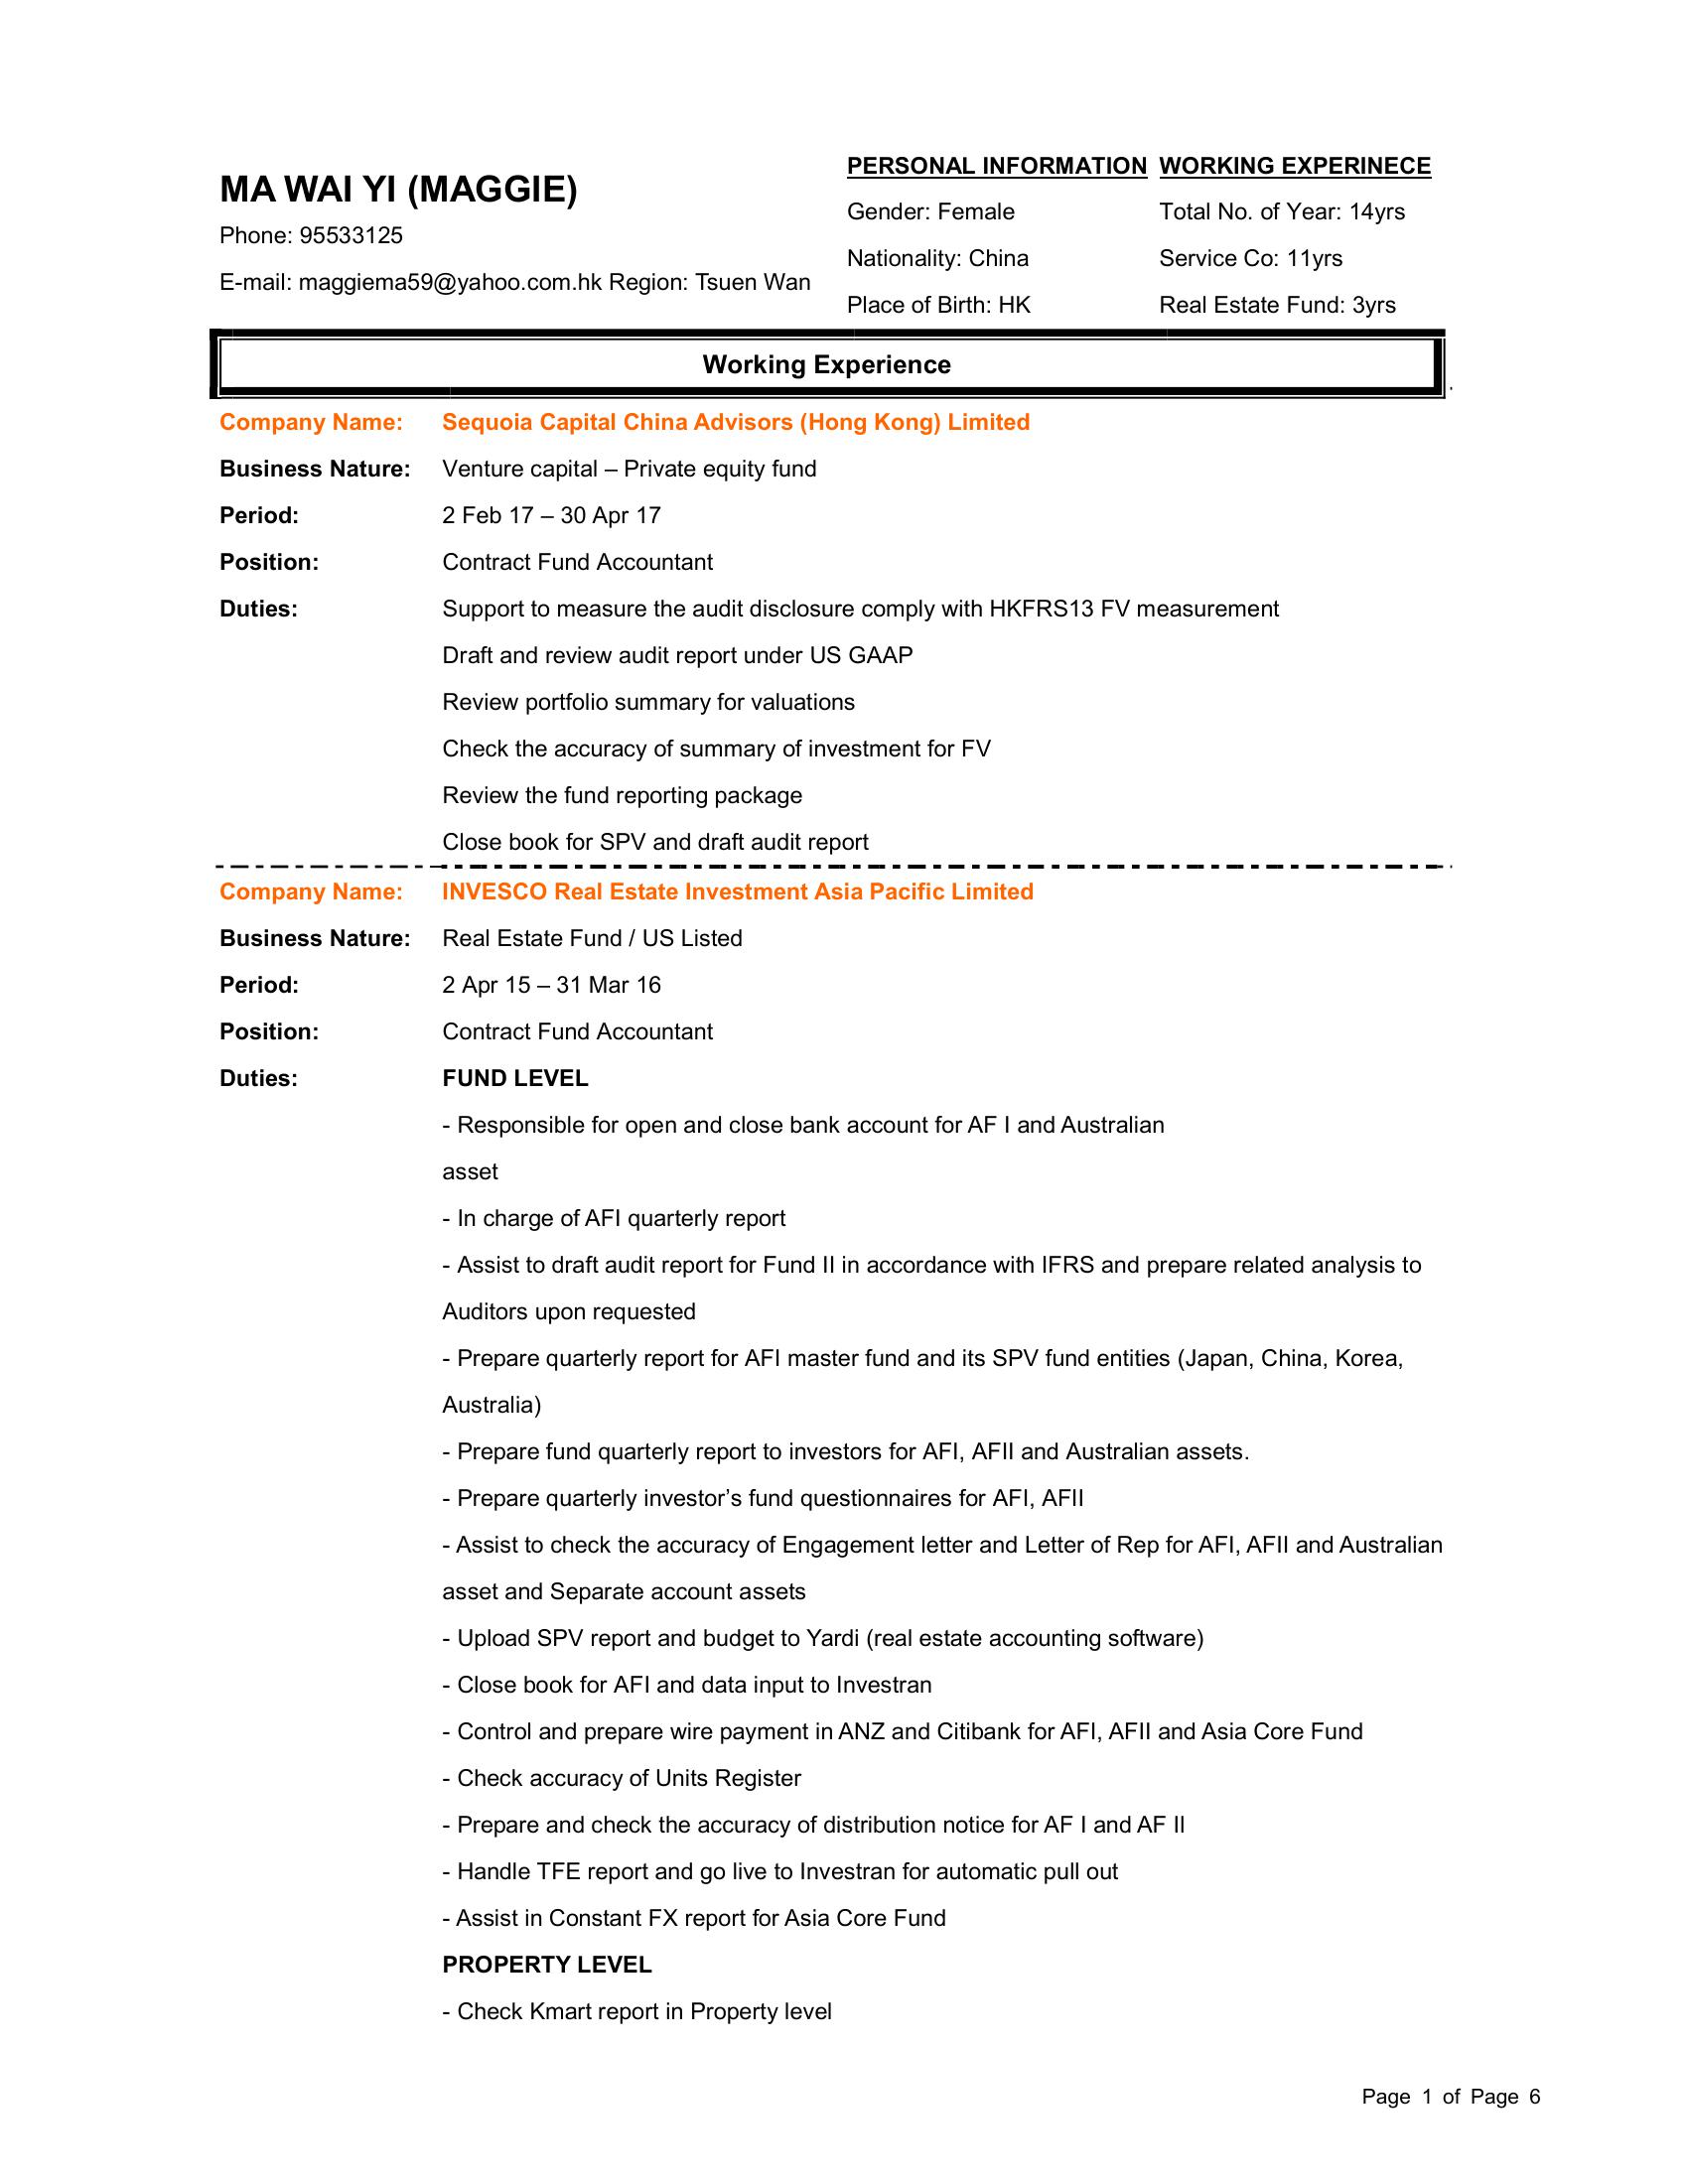 MA WAI YI (MAGGIE)
Phone: 95533125
E-mail: maggiema59@yahoo.com.hk Region: Tsuen Wan
PERSONAL INFORMATION
Gender: Female
Nationality: China
Place of Birth: HK
WORKING EXPERINECE
Total No. of Year: 14yrs
Service Co: 11yrs
Real Estate Fund: 3yrs
Working Experience
Company Name: Sequoia Capital China Advisors (Hong Kong) Limited
Business Nature: Venture capital – Private equity fund
Period: 2 Feb 17 – 30 Apr 17
Position: Contract Fund Accountant
Duties: Support to measure the audit disclosure comply with HKFRS13 FV measurement
Draft and review audit report under US GAAP
Review portfolio summary for valuations
Check the accuracy of summary of investment for FV
Review the fund reporting package
Close book for SPV and draft audit report
Company Name: INVESCO Real Estate Investment Asia Pacific Limited
Business Nature: Real Estate Fund / US Listed
Period: 2 Apr 15 – 31 Mar 16
Position: Contract Fund Accountant
Duties: FUND LEVEL
- Responsible for open and close bank account for AF I and Australian
asset
- In charge of AFI quarterly report
- Assist to draft audit report for Fund II in accordance with IFRS and prepare related analysis to
Auditors upon requested
- Prepare quarterly report for AFI master fund and its SPV fund entities (Japan, China, Korea,
Australia)
- Prepare fund quarterly report to investors for AFI, AFII and Australian assets.
- Prepare quarterly investor’s fund questionnaires for AFI, AFII
- Assist to check the accuracy of Engagement letter and Letter of Rep for AFI, AFII and Australian
asset and Separate account assets
- Upload SPV report and budget to Yardi (real estate accounting software)
- Close book for AFI and data input to Investran
- Control and prepare wire payment in ANZ and Citibank for AFI, AFII and Asia Core Fund
- Check accuracy of Units Register
- Prepare and check the accuracy of distribution notice for AF I and AF II
- Handle TFE report and go live to Investran for automatic pull out
- Assist in Constant FX report for Asia Core Fund
PROPERTY LEVEL
- Check Kmart report in Property level
Page 1 of Page 6